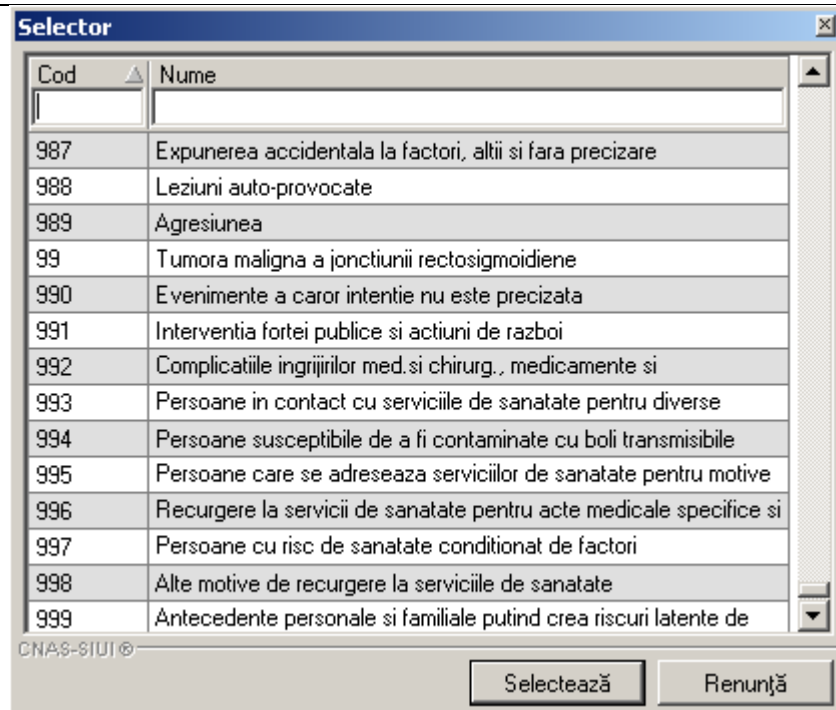 Selector
Cod Nume
987 Expunerea accidentala la factori, altii si fara precizare
988 Leziuni auto-provocate
989 Agresiunea
99 Tumora maligna a jonctiunii rectosigmoidiene
990 Evenimente a caror intentie nu este precizata
991 Interventia fortei publice si actiuni de razboi
992 Complicatiile ingrijirilor med.si chirurg., medicamente si
993 Persoane in contact cu serviciile de sanatate pentru diverse
994 Persoane susceptibile de a fi contaminate cu boli transmisibile
995 Persoane care se adreseaza serviciilor de sanatate pentru motive
996 Recurgere la servicii de sanatate pentru acte medicale specifice si
997 Persoane cu risc de sanatate conditionat de factori
998 Alte motive de recurgere la serviciile de sanatate
999 Antecedente personale si familiale putind crea riscuri latente de
CNAS-SIUI ®
Selectează Renunţă